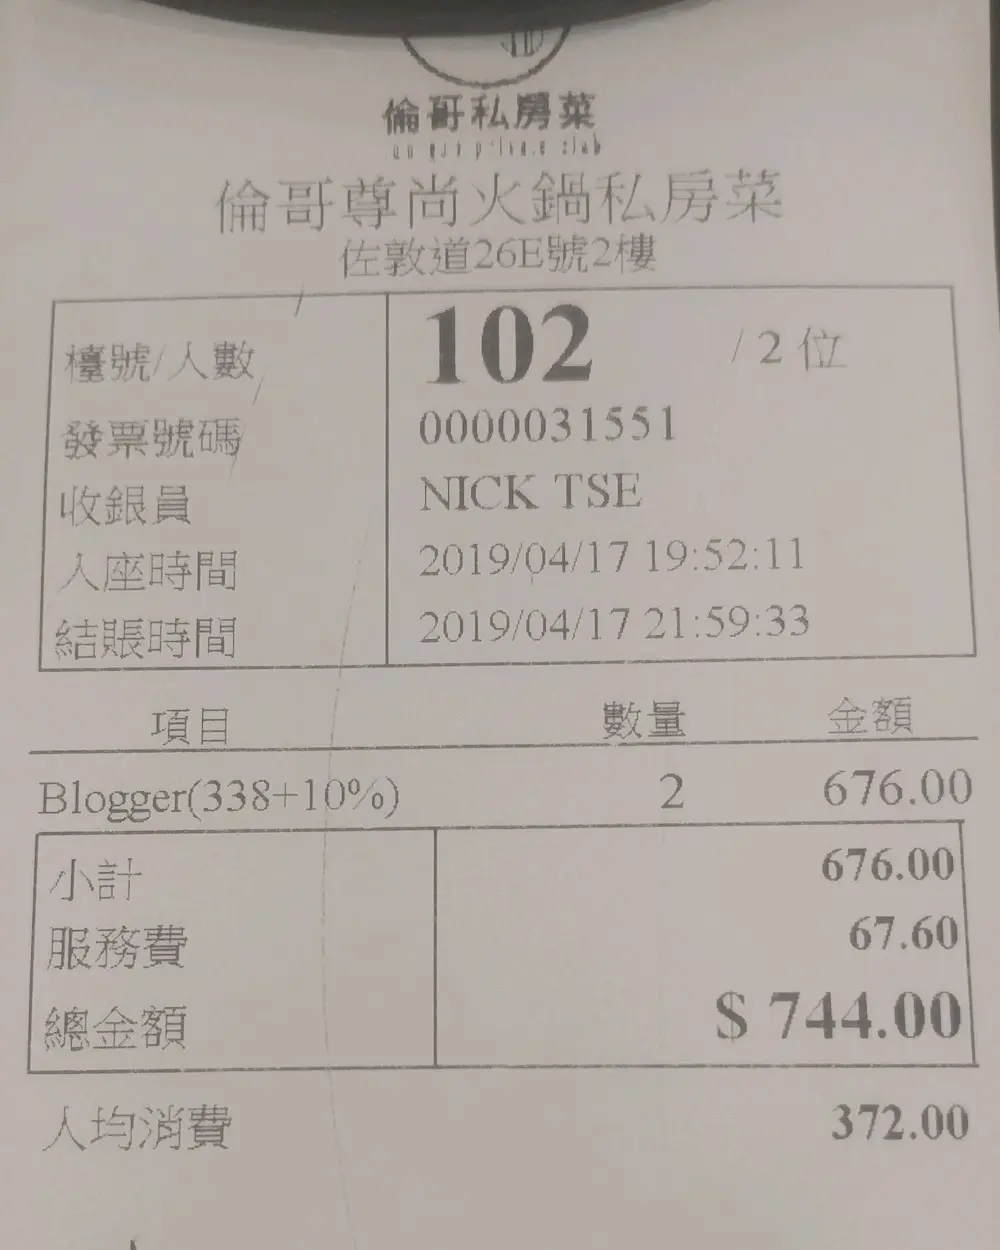 倫哥私房菜
倫哥尊尚火鍋私房菜
佐敦道26E號2樓
檯號/人數 102 /2 位
發票號碼 0000031551
收銀員 NICK TSE
入座時間 2019/04/17 19:52:11
結賬時間 2019/04/17 21:59:33
項目 數量 金額
Blogger(338+10%) 2 676.00
小計 676.00
服務費 67.60
總金額 $ 744.00
人均消費 372.00